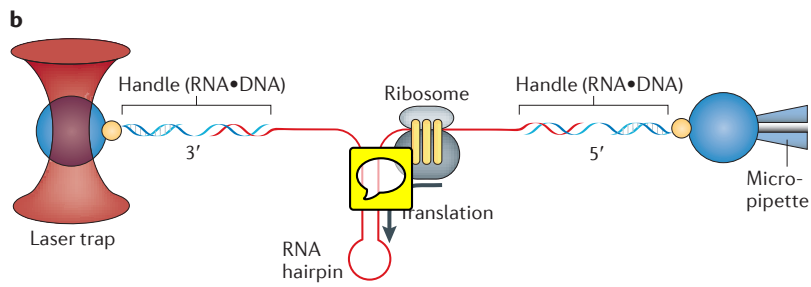 b
Handle (RNA•DNA)
Ribosome
Handle (RNA•DNA)
3′
5′
Micro-
pipette
Translation
Laser trap
RNA
hairpin